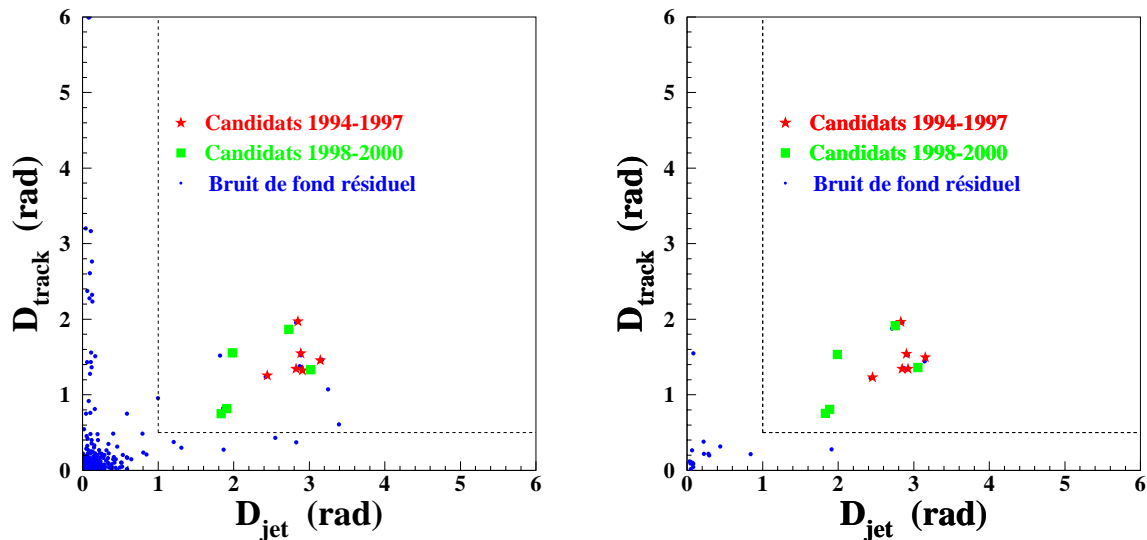 6
5
4
3
2
1
0
D_track (rad)
Candidats 1994-1997
Candidats 1998-2000
Bruit de fond résiduel
0 1 2 3 4 5 6
D_jet (rad)
6
5
4
3
2
1
0
D_track (rad)
Candidats 1994-1997
Candidats 1998-2000
Bruit de fond résiduel
0 1 2 3 4 5 6
D_jet (rad)